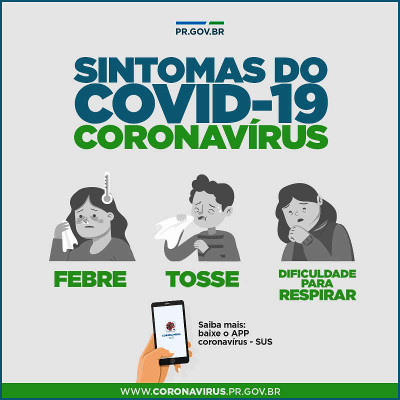 PR.GOV.BR
SINTOMAS DO
COVID-19
CORONAVÍRUS
FEBRE
TOSSE
DIFICULDADE
PARA
RESPIRAR
Saiba mais:
baixe o APP
coronavírus - SUS
WWW.CORONAVIRUS.PR.GOV.BR